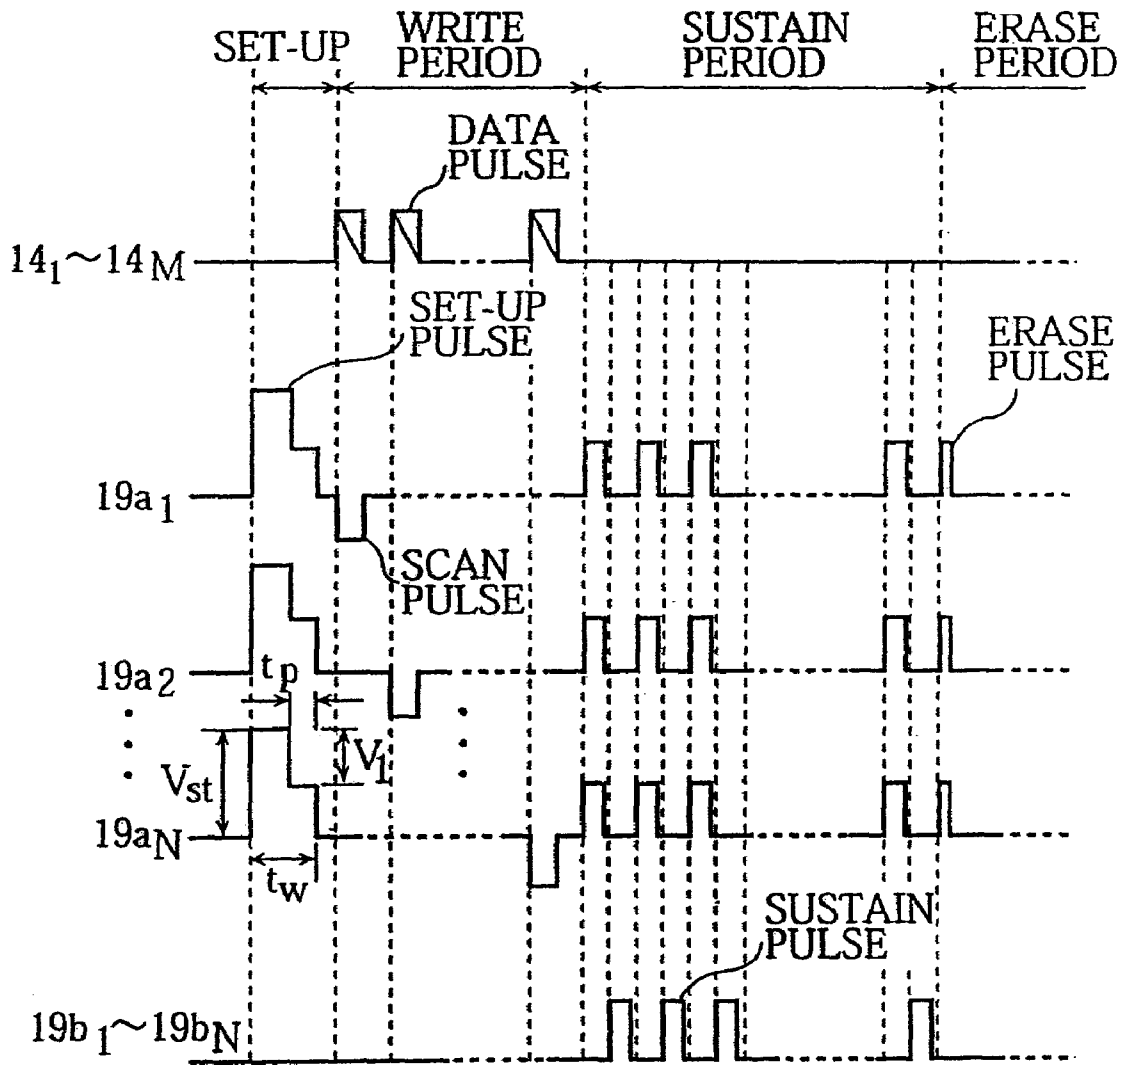 SET-UP
WRITE
PERIOD
SUSTAIN
PERIOD
ERASE
PERIOD
DATA
PULSE
14₁~14M
SET-UP
PULSE
ERASE
PULSE
19a₁
SCAN
PULSE
19a₂
tp
Vst
V₁
19aN
tw
SUSTAIN
PULSE
19b₁~19bN